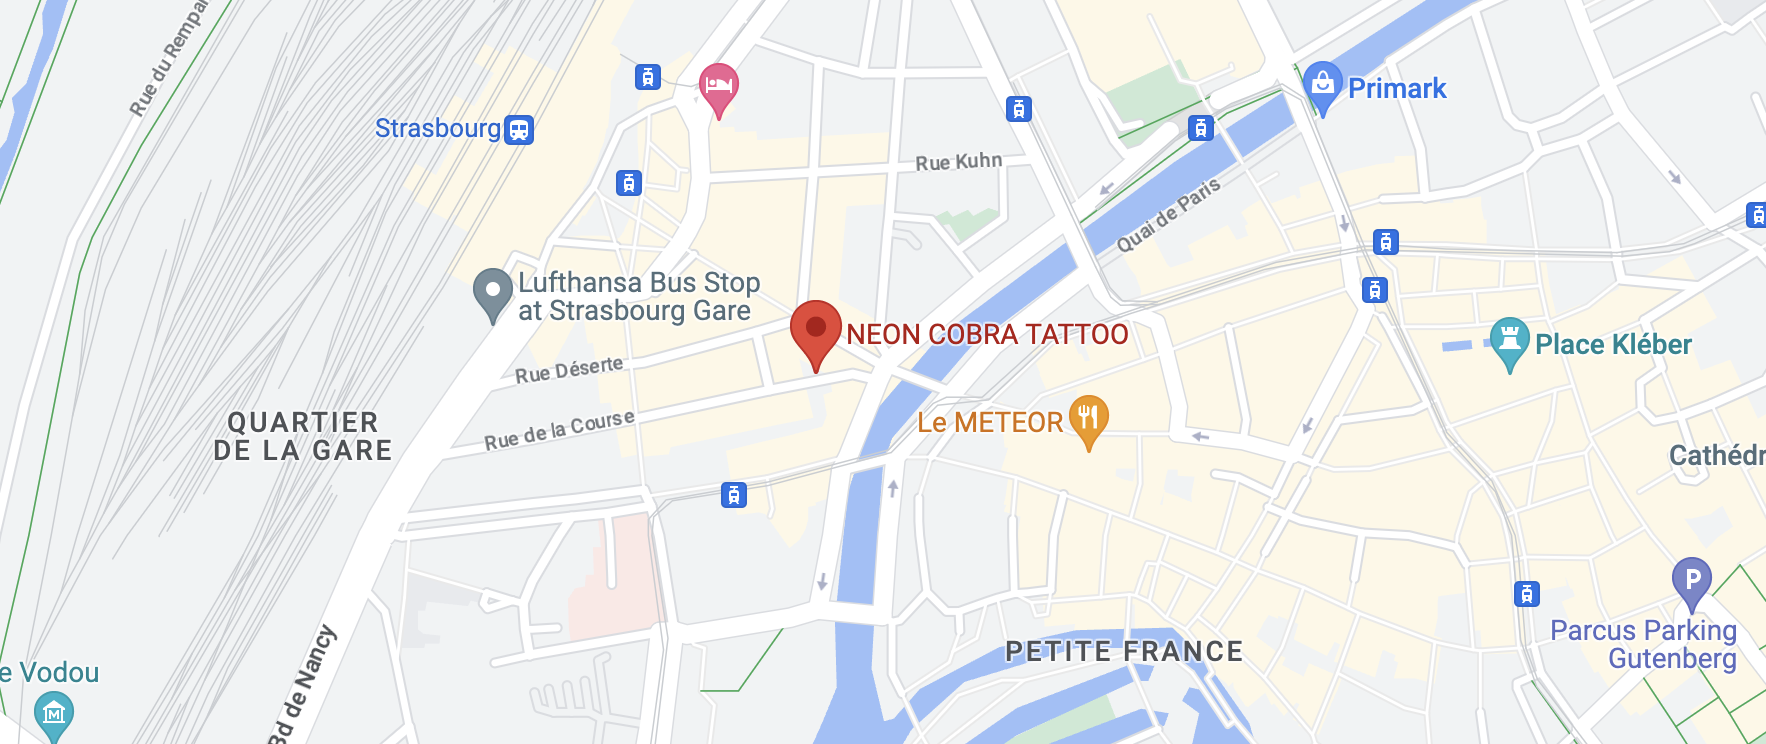 Rue du Rempar
Strasbourg
Primark
Rue Kuhn
Quai de Paris
Lufthansa Bus Stop
at Strasbourg Gare
NEON COBRA TATTOO
Place Kléber
Rue Déserte
Rue de la Course
QUARTIER
DE LA GARE
Le METEOR
Cathédr
P
Parcus Parking
Gutenberg
PETITE FRANCE
e Vodou
M
Bd de Nancy